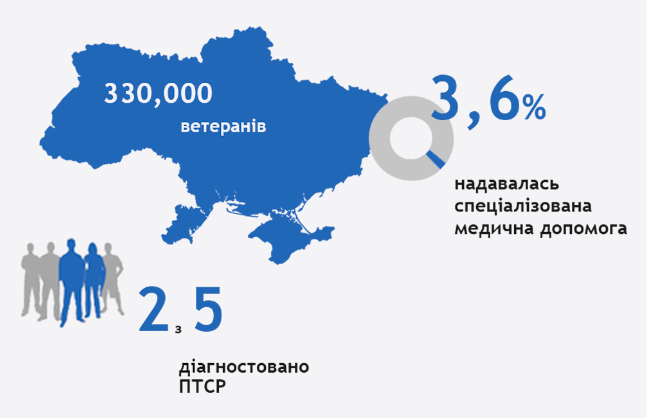 330,000
ветеранів
3,6%
надавалась
спеціалізована
медична допомога
2 з 5
діагностовано
ПТСР